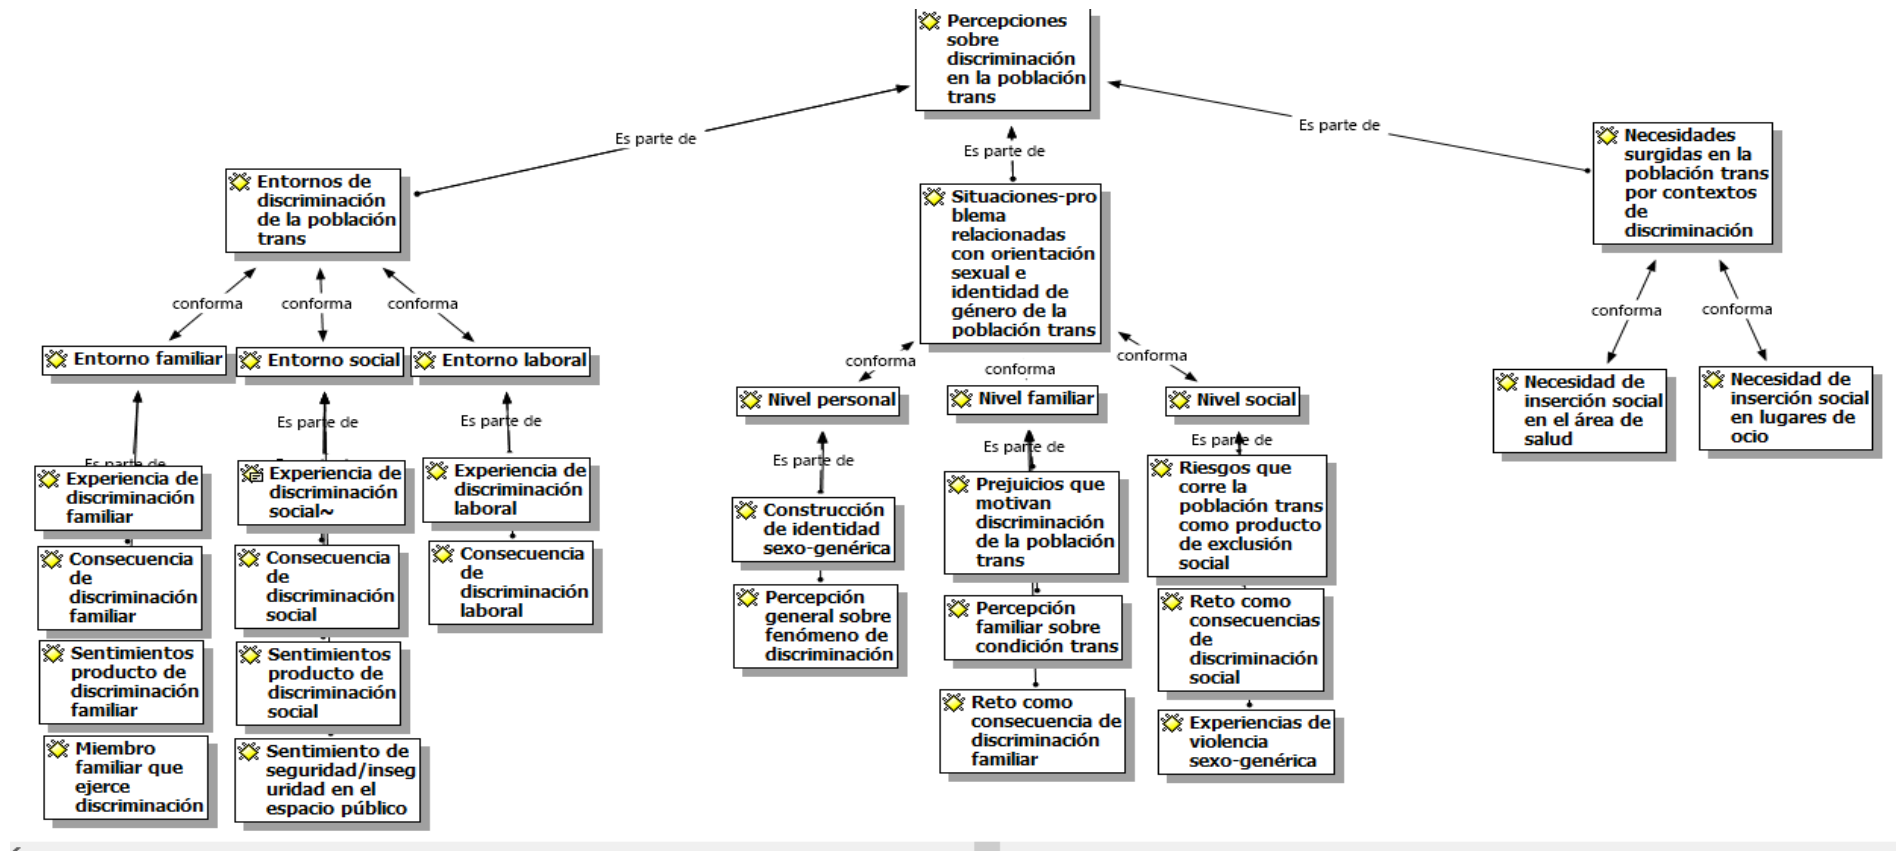 Percepciones
sobre
discriminación
en la población
trans
Es parte de
Es parte de
Es parte de
Entornos de
discriminación
de la población
trans
Situaciones-pro
blema
relacionadas
con orientación
sexual e
identidad de
género de la
población trans
Necesidades
surgidas en la
población trans
por contextos
de
discriminación
conforma
conforma
conforma
conforma
conforma
conforma
conforma
conforma
Entorno familiar
Entorno social
Entorno laboral
Nivel personal
Nivel familiar
Nivel social
Necesidad de
inserción social
en el área de
salud
Necesidad de
inserción social
en lugares de
ocio
Es parte de
Es parte de
Es parte de
Es parte de
Es parte de
Es parte de
Es parte de
Experiencia de
discriminación
familiar
Consecuencia
de
discriminación
familiar
Sentimientos
producto de
discriminación
familiar
Miembro
familiar que
ejerce
discriminación
Experiencia de
discriminación
social~
Consecuencia
de
discriminación
social
Sentimientos
producto de
discriminación
social
Sentimiento de
seguridad/inseg
uridad en el
espacio público
Experiencia de
discriminación
laboral
Consecuencia
de
discriminación
laboral
Construcción
de identidad
sexo-genérica
Percepción
general sobre
fenómeno de
discriminación
Prejuicios que
motivan
discriminación
de la población
trans
Percepción
familiar sobre
condición trans
Reto como
consecuencia de
discriminación
familiar
Riesgos que
corre la
población trans
como producto
de exclusión
social
Reto como
consecuencias
de
discriminación
social
Experiencias de
violencia
sexo-genérica